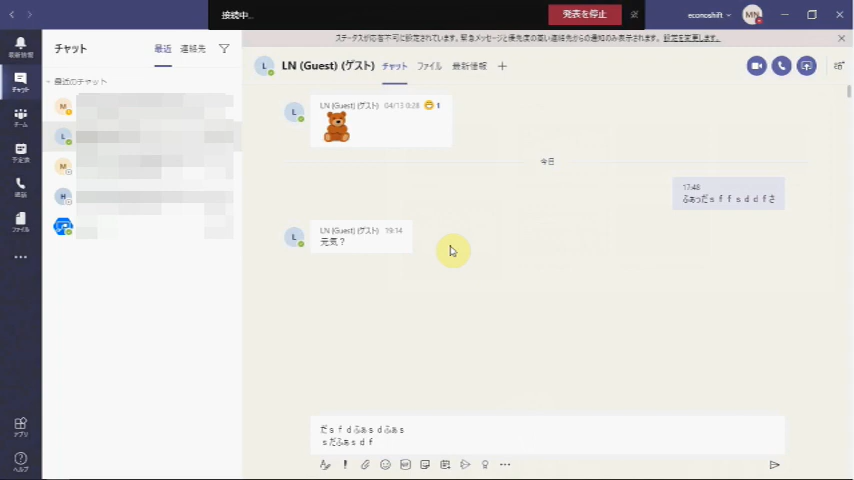 接続中...
発表を停止
econoshift
MN
ステータスが応答不可に設定されています。緊急メッセージと優先度の高い連絡先からの通知のみ表示されます。 設定を変更します。
最新情報
チャット
チーム
予定表
通話
ファイル
アプリ
ヘルプ
チャット
最近
連絡先
最近のチャット
M
L
M
H
L
LN (Guest) (ゲスト)
チャット
ファイル
最新情報
L
LN (Guest) (ゲスト) 04/13 0:28
1
今日
17:48
ふぁっだｓｆｆｓｄｄｆさ
L
LN (Guest) (ゲスト) 19:14
元気？
だｓｆｄふぁｓｄふぁｓ
ｓだふぁｓｄｆ
GIF